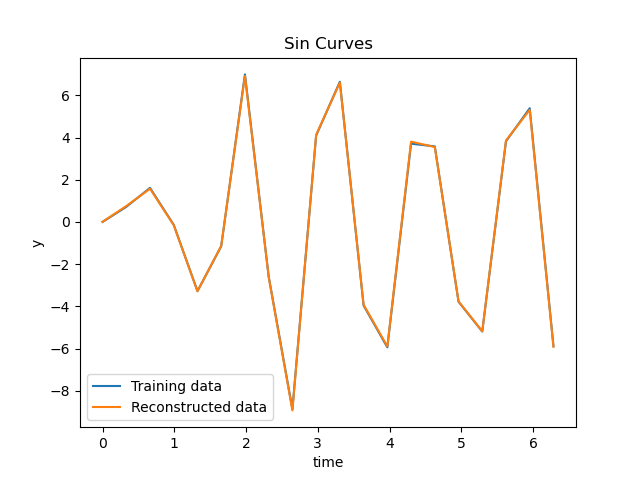 Sin Curves
y
6
4
2
0
−2
−4
−6
−8
Training data
Reconstructed data
0 1 2 3 4 5 6
time